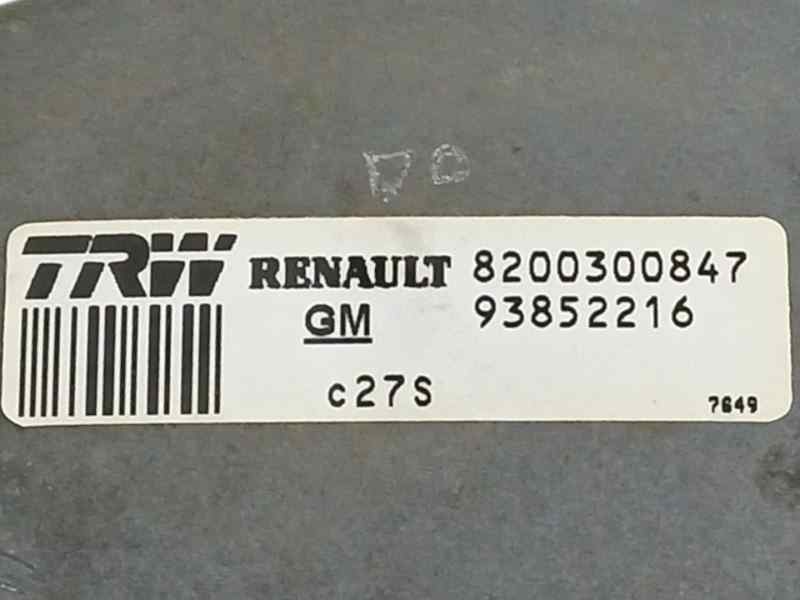 TRW RENAULT 8200300847
GM 93852216
c27S
7649